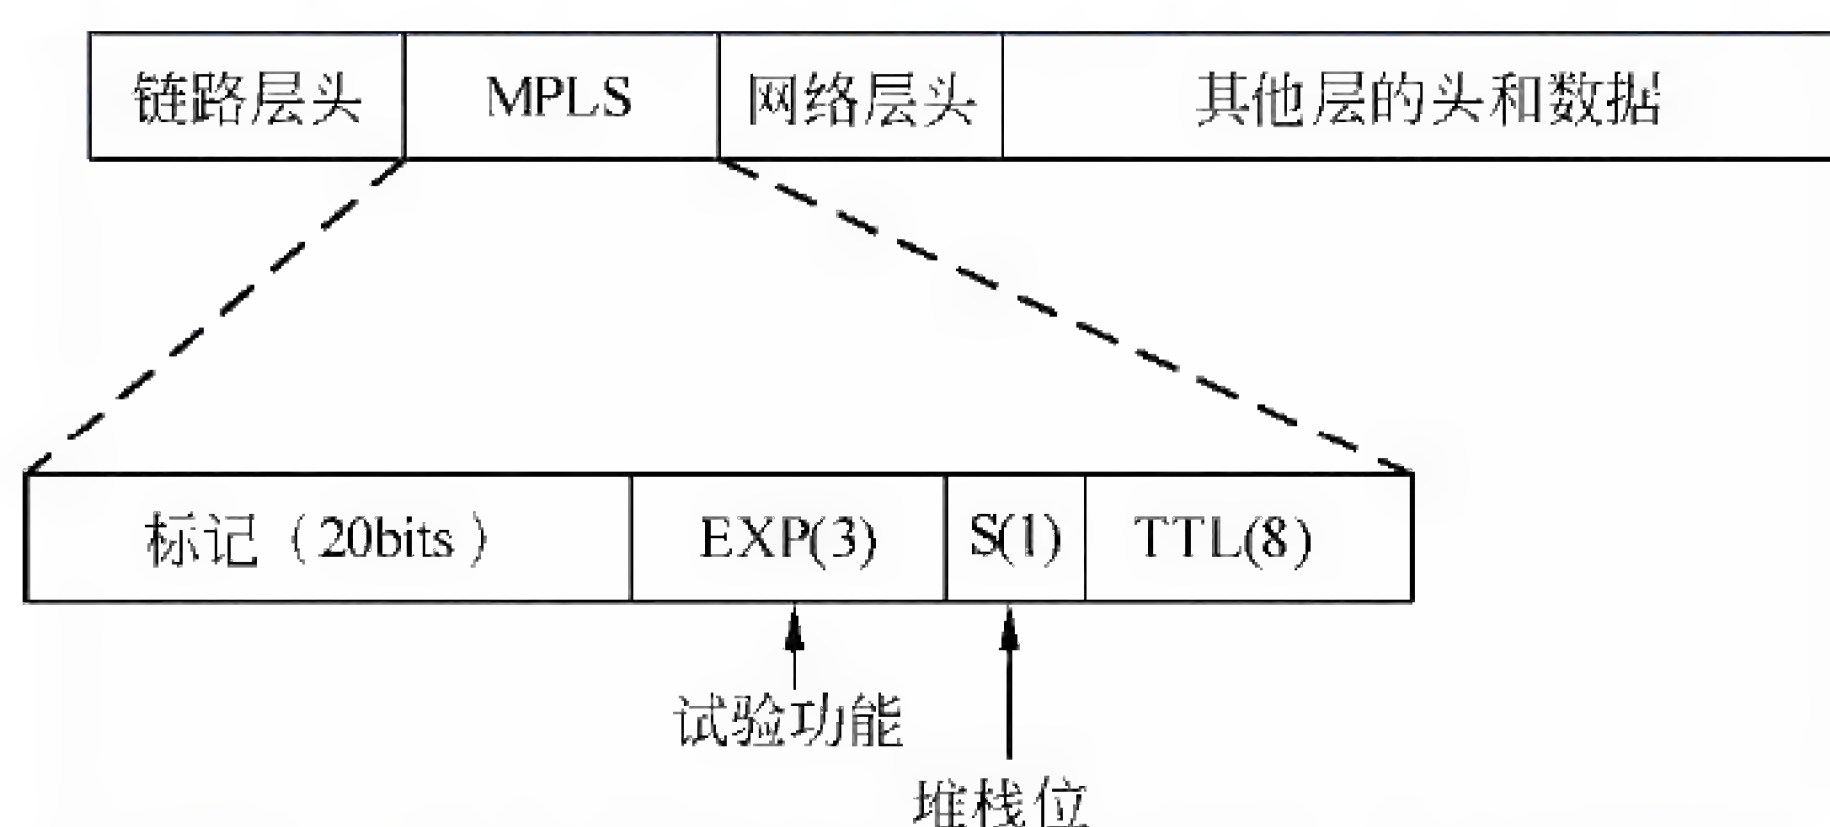 链路层头 MPLS 网络层头 其他层的头和数据
标记（20bits） EXP(3) S(1) TTL(8)
试验功能
堆栈位